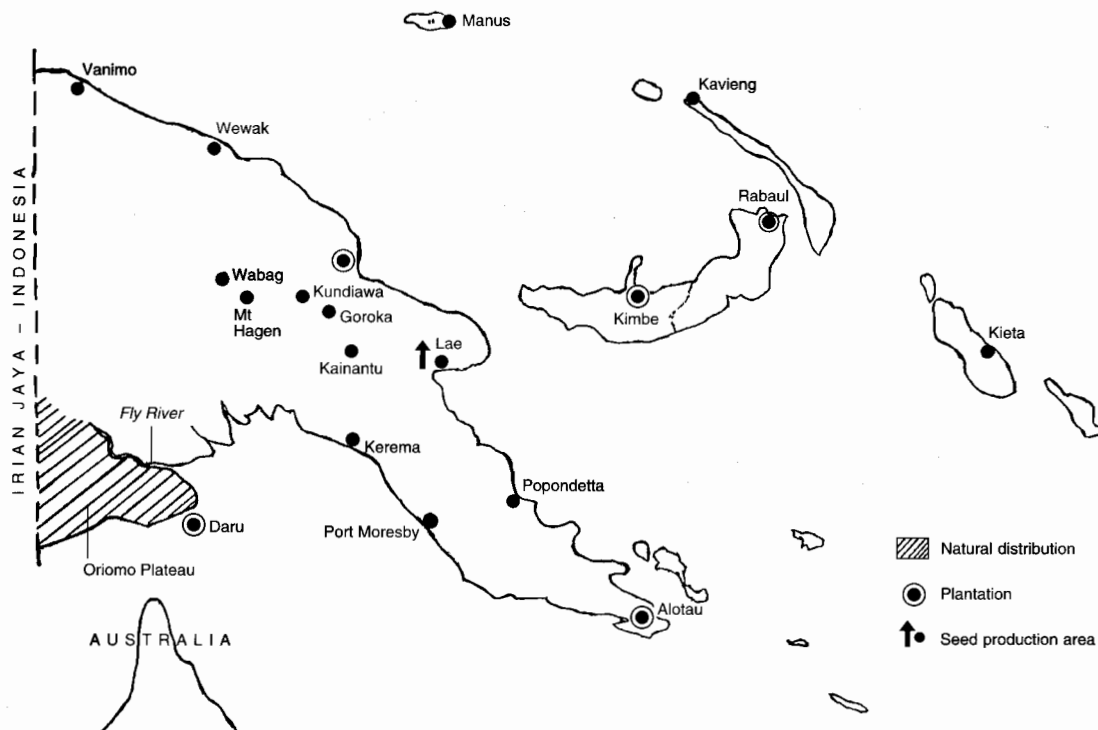 Manus
Vanimo
Kavieng
Wewak
Rabaul
IRIAN JAYA – INDONESIA
Wabag
Kundiawa
Mt
Hagen
Goroka
Kimbe
Lae
Kieta
Kainantu
Fly River
Kerema
Popondetta
Port Moresby
Daru
Oriomo Plateau
Natural distribution
Plantation
Alotau
AUSTRALIA
Seed production area